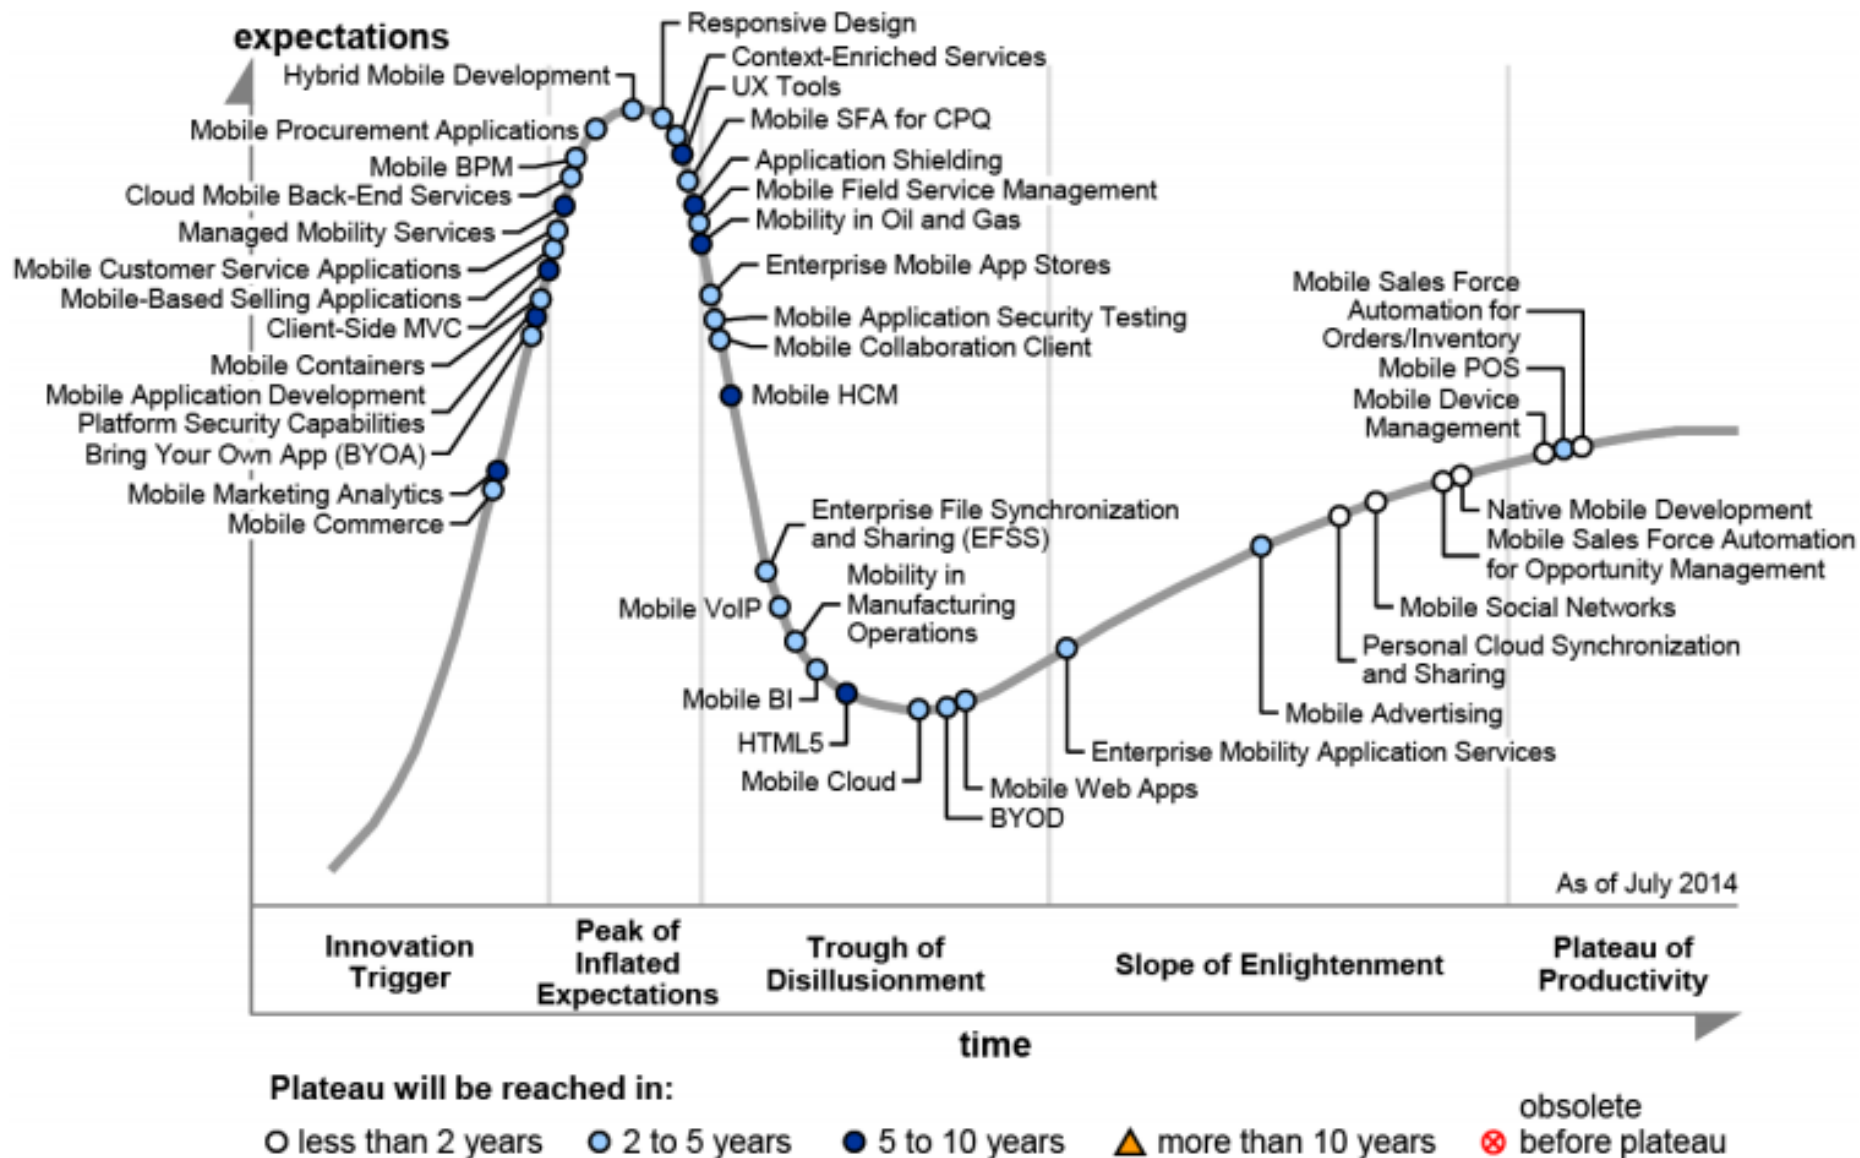 expectations
Responsive Design
Context-Enriched Services
Hybrid Mobile Development
UX Tools
Mobile Procurement Applications
Mobile SFA for CPQ
Mobile BPM
Application Shielding
Cloud Mobile Back-End Services
Mobile Field Service Management
Managed Mobility Services
Mobility in Oil and Gas
Mobile Customer Service Applications
Enterprise Mobile App Stores
Mobile-Based Selling Applications
Client-Side MVC
Mobile Application Security Testing
Mobile Collaboration Client
Mobile Containers
Mobile Application Development
Platform Security Capabilities
Mobile HCM
Bring Your Own App (BYOA)
Mobile Marketing Analytics
Mobile Commerce
Mobile Sales Force
Automation for
Orders/Inventory
Mobile POS
Mobile Device
Management
Enterprise File Synchronization
and Sharing (EFSS)
Mobile VoIP
Mobility in
Manufacturing
Operations
Mobile BI
HTML5
Mobile Cloud
Mobile Web Apps
BYOD
Native Mobile Development
Mobile Sales Force Automation
for Opportunity Management
Mobile Social Networks
Personal Cloud Synchronization
and Sharing
Mobile Advertising
Enterprise Mobility Application Services
As of July 2014
Innovation
Trigger
Peak of
Inflated
Expectations
Trough of
Disillusionment
Slope of Enlightenment
Plateau of
Productivity
time
Plateau will be reached in:
less than 2 years
2 to 5 years
5 to 10 years
more than 10 years
obsolete
before plateau